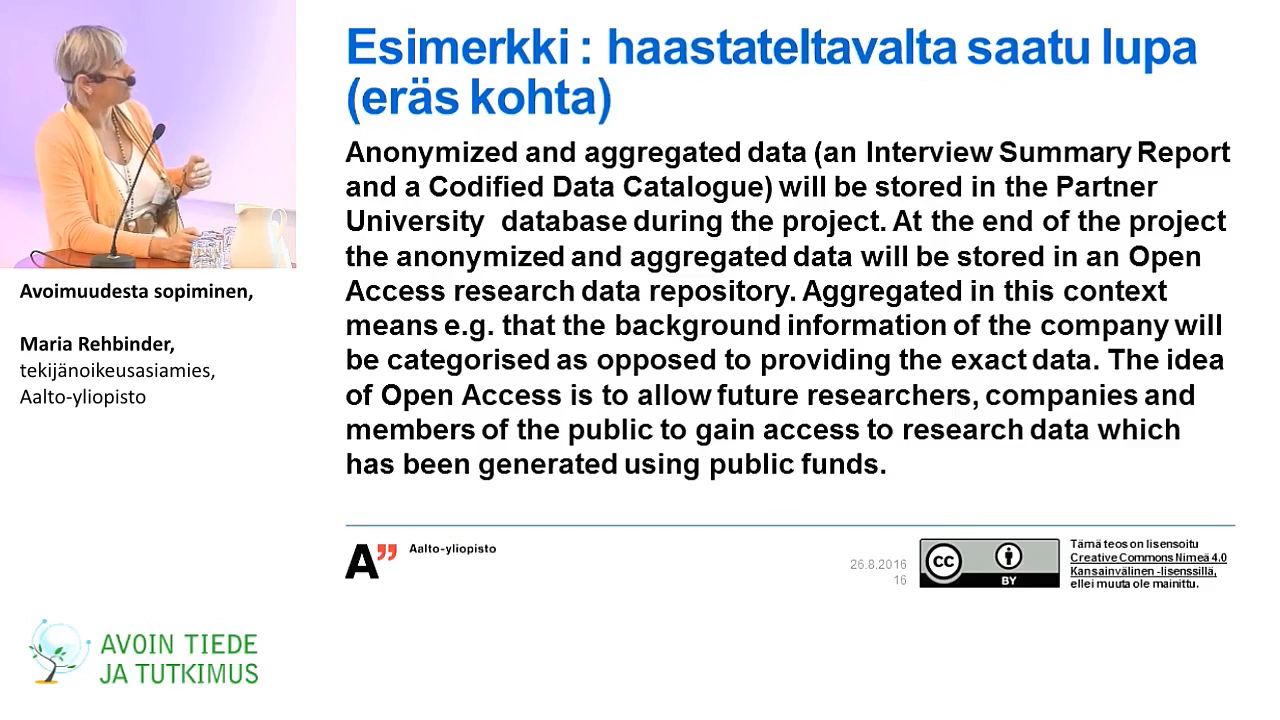 Esimerkki : haastateltavalta saatu lupa
(eräs kohta)
Anonymized and aggregated data (an Interview Summary Report
and a Codified Data Catalogue) will be stored in the Partner
University database during the project. At the end of the project
the anonymized and aggregated data will be stored in an Open
Access research data repository. Aggregated in this context
means e.g. that the background information of the company will
be categorised as opposed to providing the exact data. The idea
of Open Access is to allow future researchers, companies and
members of the public to gain access to research data which
has been generated using public funds.
Avoimuudesta sopiminen,
Maria Rehbinder,
tekijänoikeusasiamies,
Aalto-yliopisto
A”
Aalto-yliopisto
26.8.2016
16
cc
BY
Tämä teos on lisensoitu
Creative Commons Nimeä 4.0
Kansainvälinen -lisenssillä,
ellei muuta ole mainittu.
AVOIN TIEDE
JA TUTKIMUS